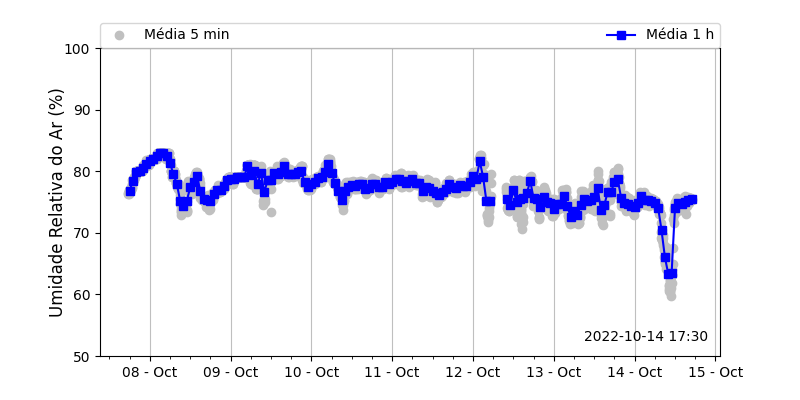 Média 5 min
Média 1 h
Umidade Relativa do Ar (%)
100
90
80
70
60
50
2022-10-14 17:30
08 - Oct
09 - Oct
10 - Oct
11 - Oct
12 - Oct
13 - Oct
14 - Oct
15 - Oct